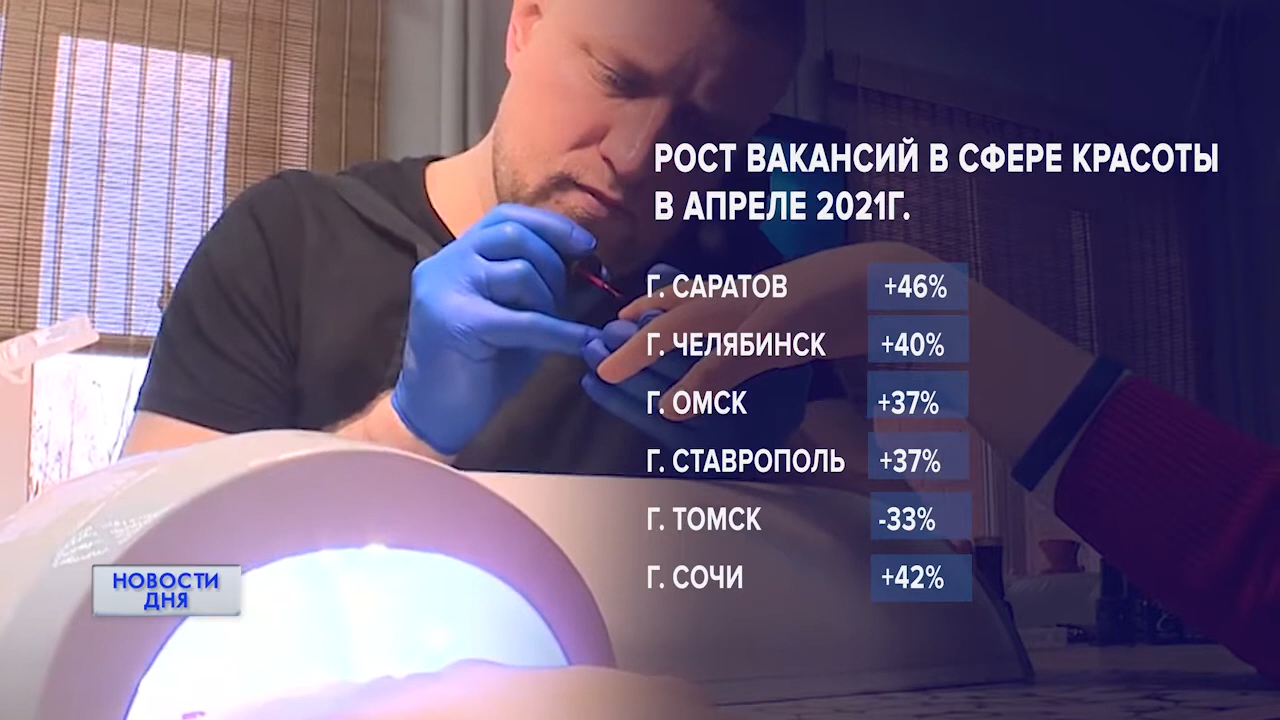 РОСТ ВАКАНСИЙ В СФЕРЕ КРАСОТЫ
В АПРЕЛЕ 2021Г.
Г. САРАТОВ +46%
Г. ЧЕЛЯБИНСК +40%
Г. ОМСК +37%
Г. СТАВРОПОЛЬ +37%
Г. ТОМСК -33%
Г. СОЧИ +42%
НОВОСТИ
ДНЯ